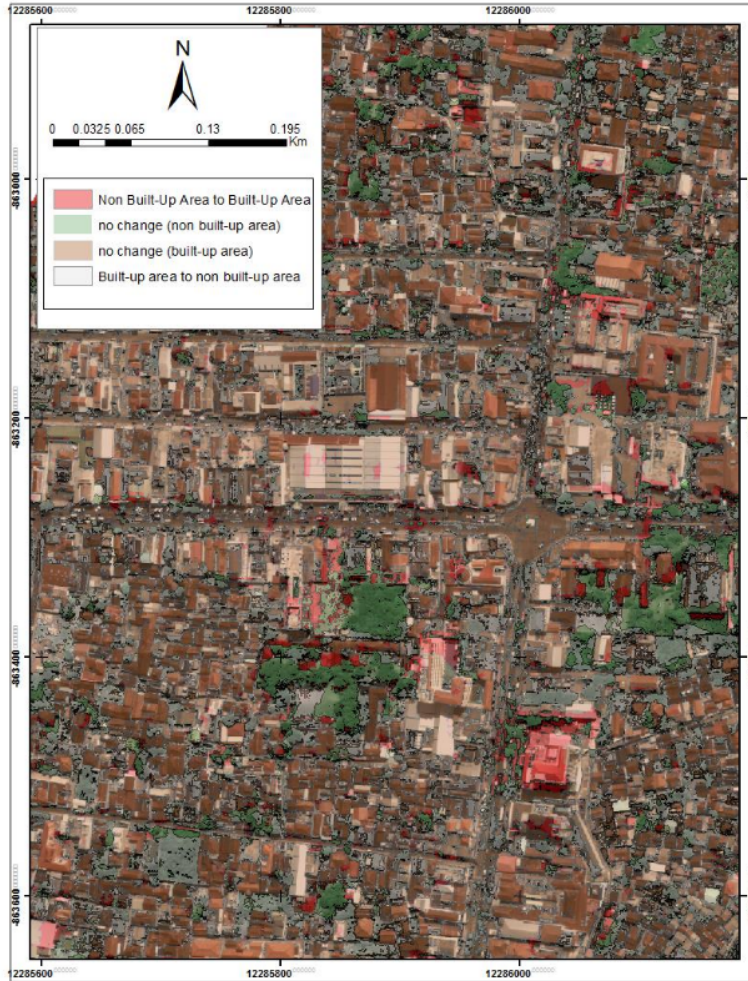 12285600
12285800
12286000
N
0 0.0325 0.065 0.13 0.195
Km
Non Built-Up Area to Built-Up Area
no change (non built-up area)
no change (built-up area)
Built-up area to non built-up area
-863200
-863400
-863600
12285600
12285800
12286000